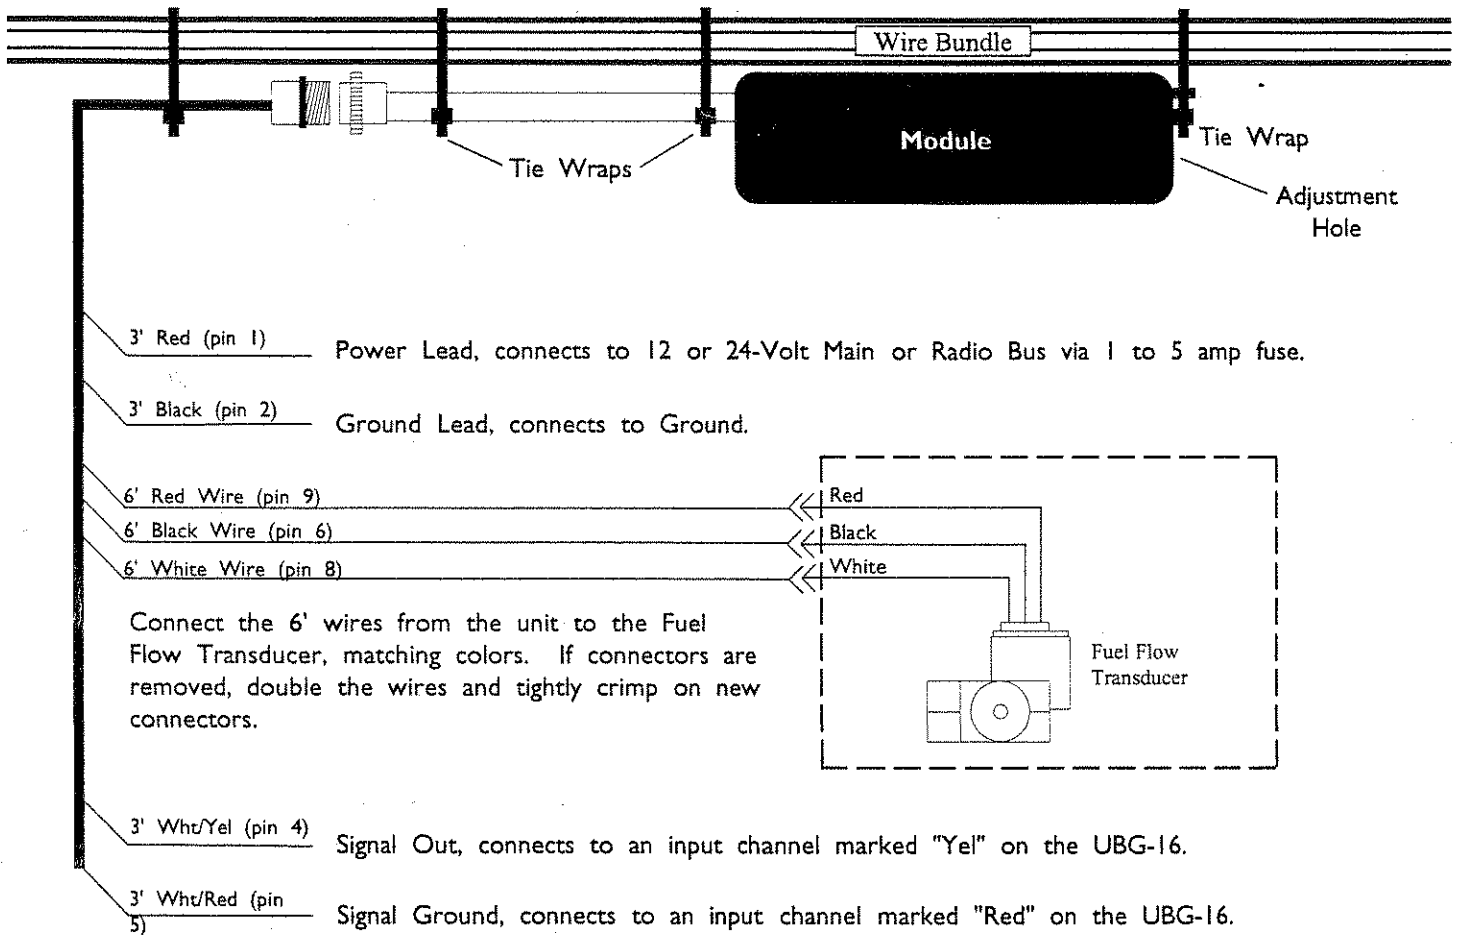 Wire Bundle
Module
Tie Wraps
Tie Wrap
Adjustment
Hole
3' Red (pin 1)
Power Lead, connects to 12 or 24-Volt Main or Radio Bus via 1 to 5 amp fuse.
3' Black (pin 2)
Ground Lead, connects to Ground.
6' Red Wire (pin 9)
Red
6' Black Wire (pin 6)
Black
6' White Wire (pin 8)
White
Connect the 6' wires from the unit to the Fuel
Flow Transducer, matching colors. If connectors are
removed, double the wires and tightly crimp on new
connectors.
Fuel Flow
Transducer
3' Wht/Yel (pin 4)
Signal Out, connects to an input channel marked "Yel" on the UBG-16.
3' Wht/Red (pin
5)
Signal Ground, connects to an input channel marked "Red" on the UBG-16.